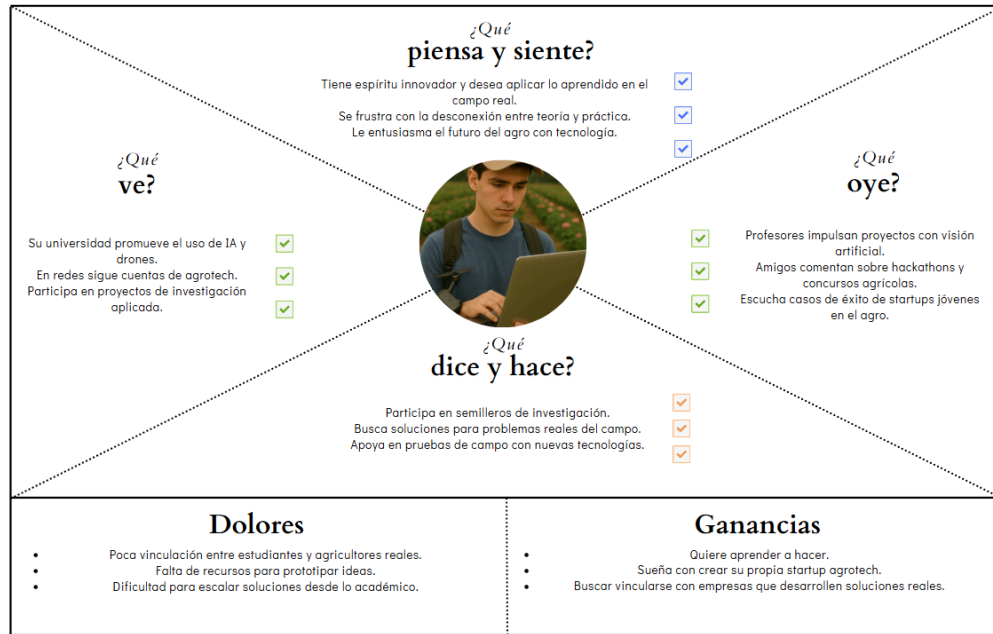 ¿Qué
piensa y siente?
Tiene espíritu innovador y desea aplicar lo aprendido en el
campo real.
Se frustra con la desconexión entre teoría y práctica.
Le entusiasma el futuro del agro con tecnología.
¿Qué
ve?
Su universidad promueve el uso de IA y
drones.
En redes sigue cuentas de agrotech.
Participa en proyectos de investigación
aplicada.
¿Qué
oye?
Profesores impulsan proyectos con visión
artificial.
Amigos comentan sobre hackathons y
concursos agrícolas.
Escucha casos de éxito de startups jóvenes
en el agro.
¿Qué
dice y hace?
Participa en semilleros de investigación.
Busca soluciones para problemas reales del campo.
Apoya en pruebas de campo con nuevas tecnologías.
Dolores
• Poca vinculación entre estudiantes y agricultores reales.
• Falta de recursos para prototipar ideas.
• Dificultad para escalar soluciones desde lo académico.
Ganancias
• Quiere aprender a hacer.
• Sueña con crear su propia startup agrotech.
• Buscar vincularse con empresas que desarrollen soluciones reales.